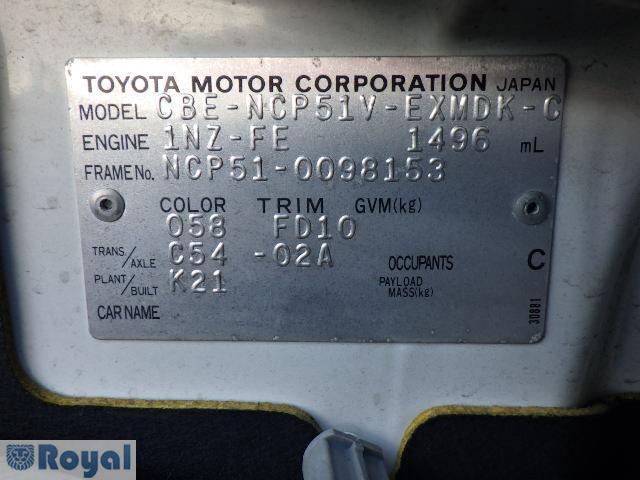 TOYOTA MOTOR CORPORATION JAPAN
MODEL CBE-NCP51V-EXMDK-C
ENGINE 1NZ-FE 1496 mL
FRAME No. NCP51-0098153
COLOR TRIM GVM(kg)
058 FD10
TRANS/AXLE C54 -02A OCCUPANTS C
PLANT/BUILT K21 PAYLOAD MASS(kg)
CAR NAME
30881
Royal